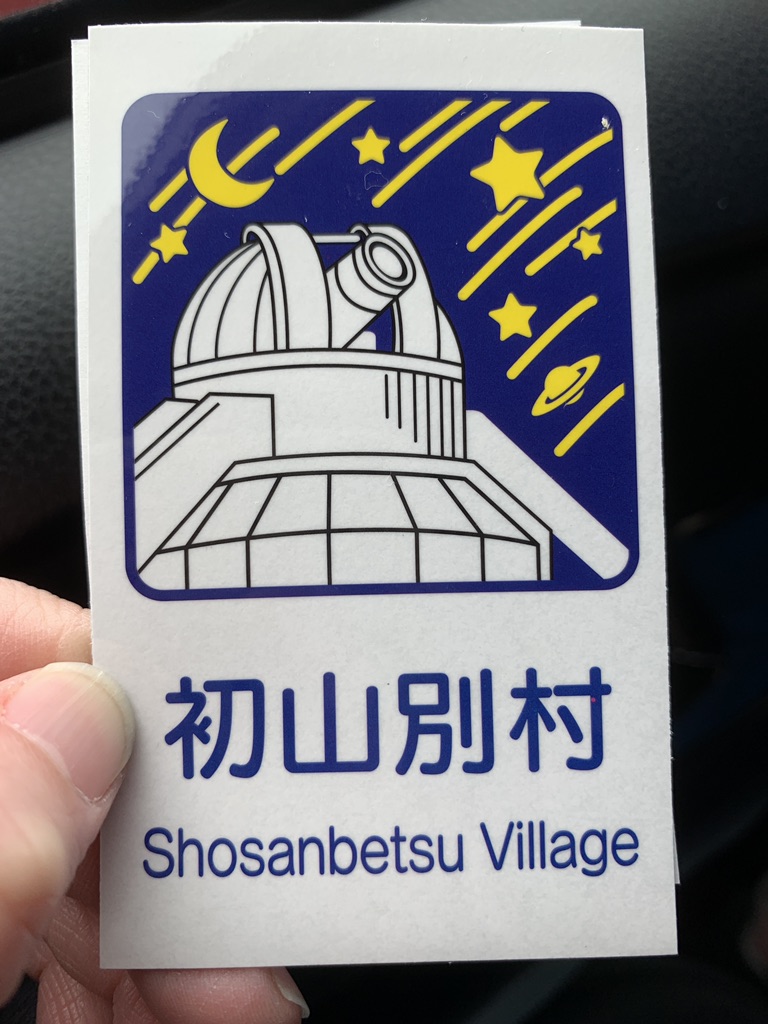 初山別村
Shosanbetsu Village